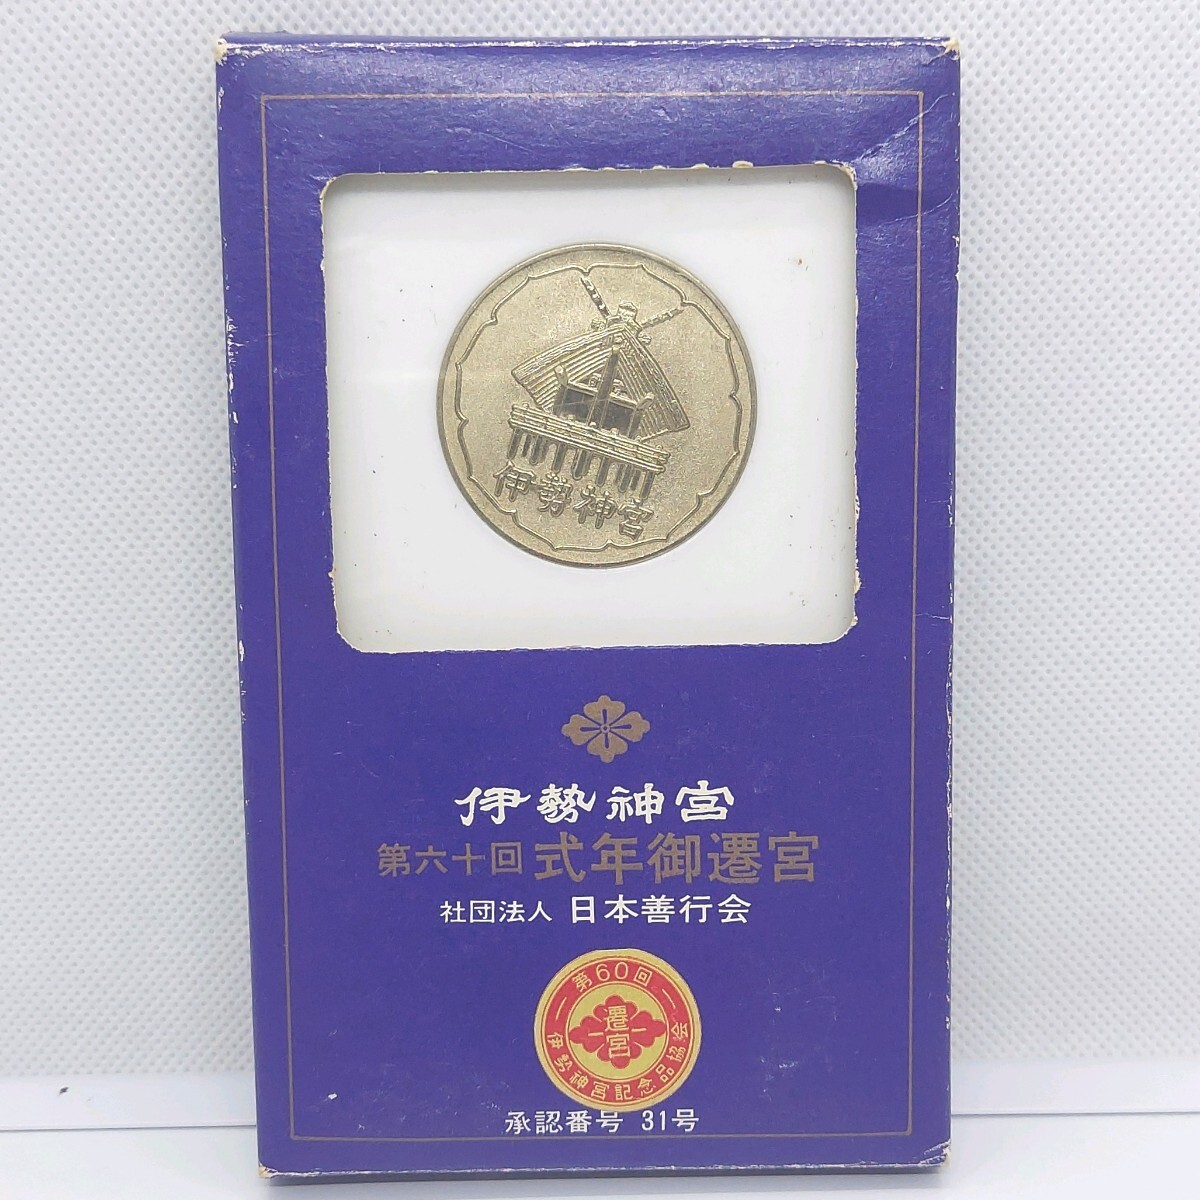 伊勢神宮
伊勢神宮
第六十回 式年御遷宮
社団法人 日本善行会
第60回
遷宮
伊勢神宮記念品協会
承認番号 31号